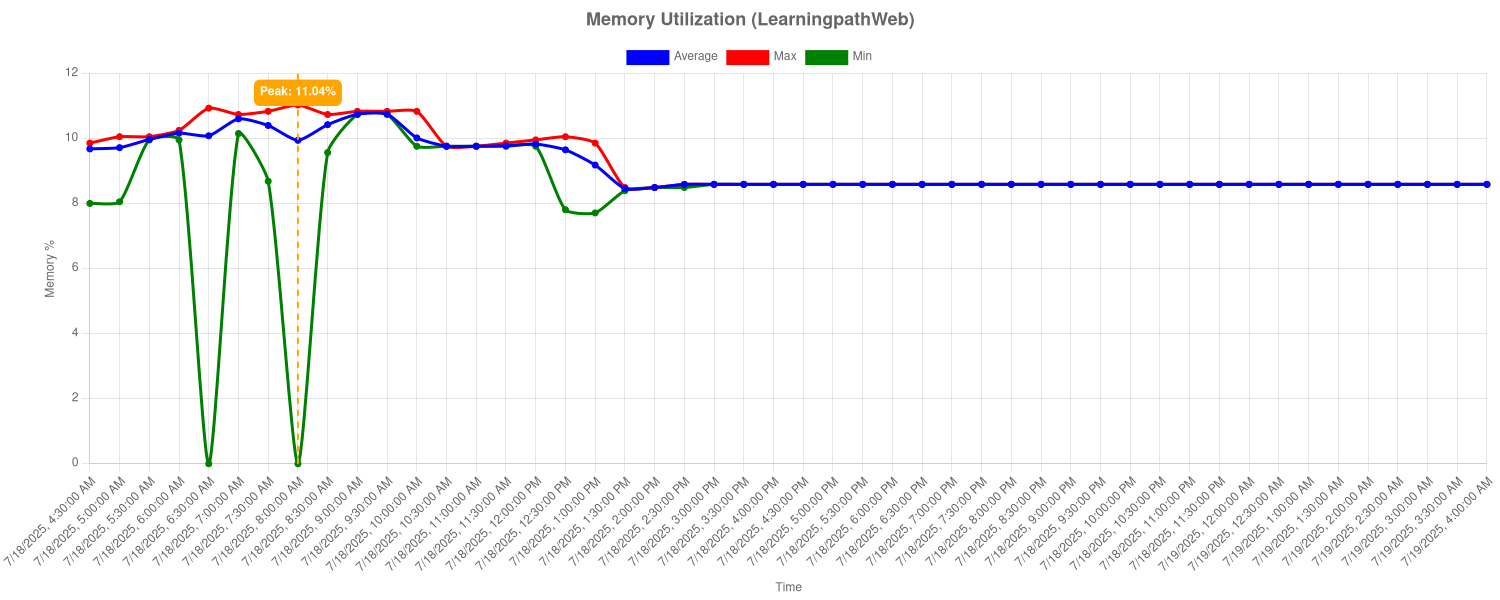 Memory Utilization (LearningpathWeb)
Average
Max
Min
Peak: 11.04%
12
10
8
6
4
2
0
Memory %
7/18/2025, 4:30:00 AM
7/18/2025, 5:00:00 AM
7/18/2025, 5:30:00 AM
7/18/2025, 6:00:00 AM
7/18/2025, 6:30:00 AM
7/18/2025, 7:00:00 AM
7/18/2025, 7:30:00 AM
7/18/2025, 8:00:00 AM
7/18/2025, 8:30:00 AM
7/18/2025, 9:00:00 AM
7/18/2025, 9:30:00 AM
7/18/2025, 10:00:00 AM
7/18/2025, 10:30:00 AM
7/18/2025, 11:00:00 AM
7/18/2025, 11:30:00 AM
7/18/2025, 12:00:00 PM
7/18/2025, 12:30:00 PM
7/18/2025, 1:00:00 PM
7/18/2025, 1:30:00 PM
7/18/2025, 2:00:00 PM
7/18/2025, 2:30:00 PM
7/18/2025, 3:00:00 PM
7/18/2025, 3:30:00 PM
7/18/2025, 4:00:00 PM
7/18/2025, 4:30:00 PM
7/18/2025, 5:00:00 PM
7/18/2025, 5:30:00 PM
7/18/2025, 6:00:00 PM
7/18/2025, 6:30:00 PM
7/18/2025, 7:00:00 PM
7/18/2025, 7:30:00 PM
7/18/2025, 8:00:00 PM
7/18/2025, 8:30:00 PM
7/18/2025, 9:00:00 PM
7/18/2025, 9:30:00 PM
7/18/2025, 10:00:00 PM
7/18/2025, 10:30:00 PM
7/18/2025, 11:00:00 PM
7/18/2025, 11:30:00 PM
7/19/2025, 12:00:00 AM
7/19/2025, 12:30:00 AM
7/19/2025, 1:00:00 AM
7/19/2025, 1:30:00 AM
7/19/2025, 2:00:00 AM
7/19/2025, 2:30:00 AM
7/19/2025, 3:00:00 AM
7/19/2025, 3:30:00 AM
7/19/2025, 4:00:00 AM
Time